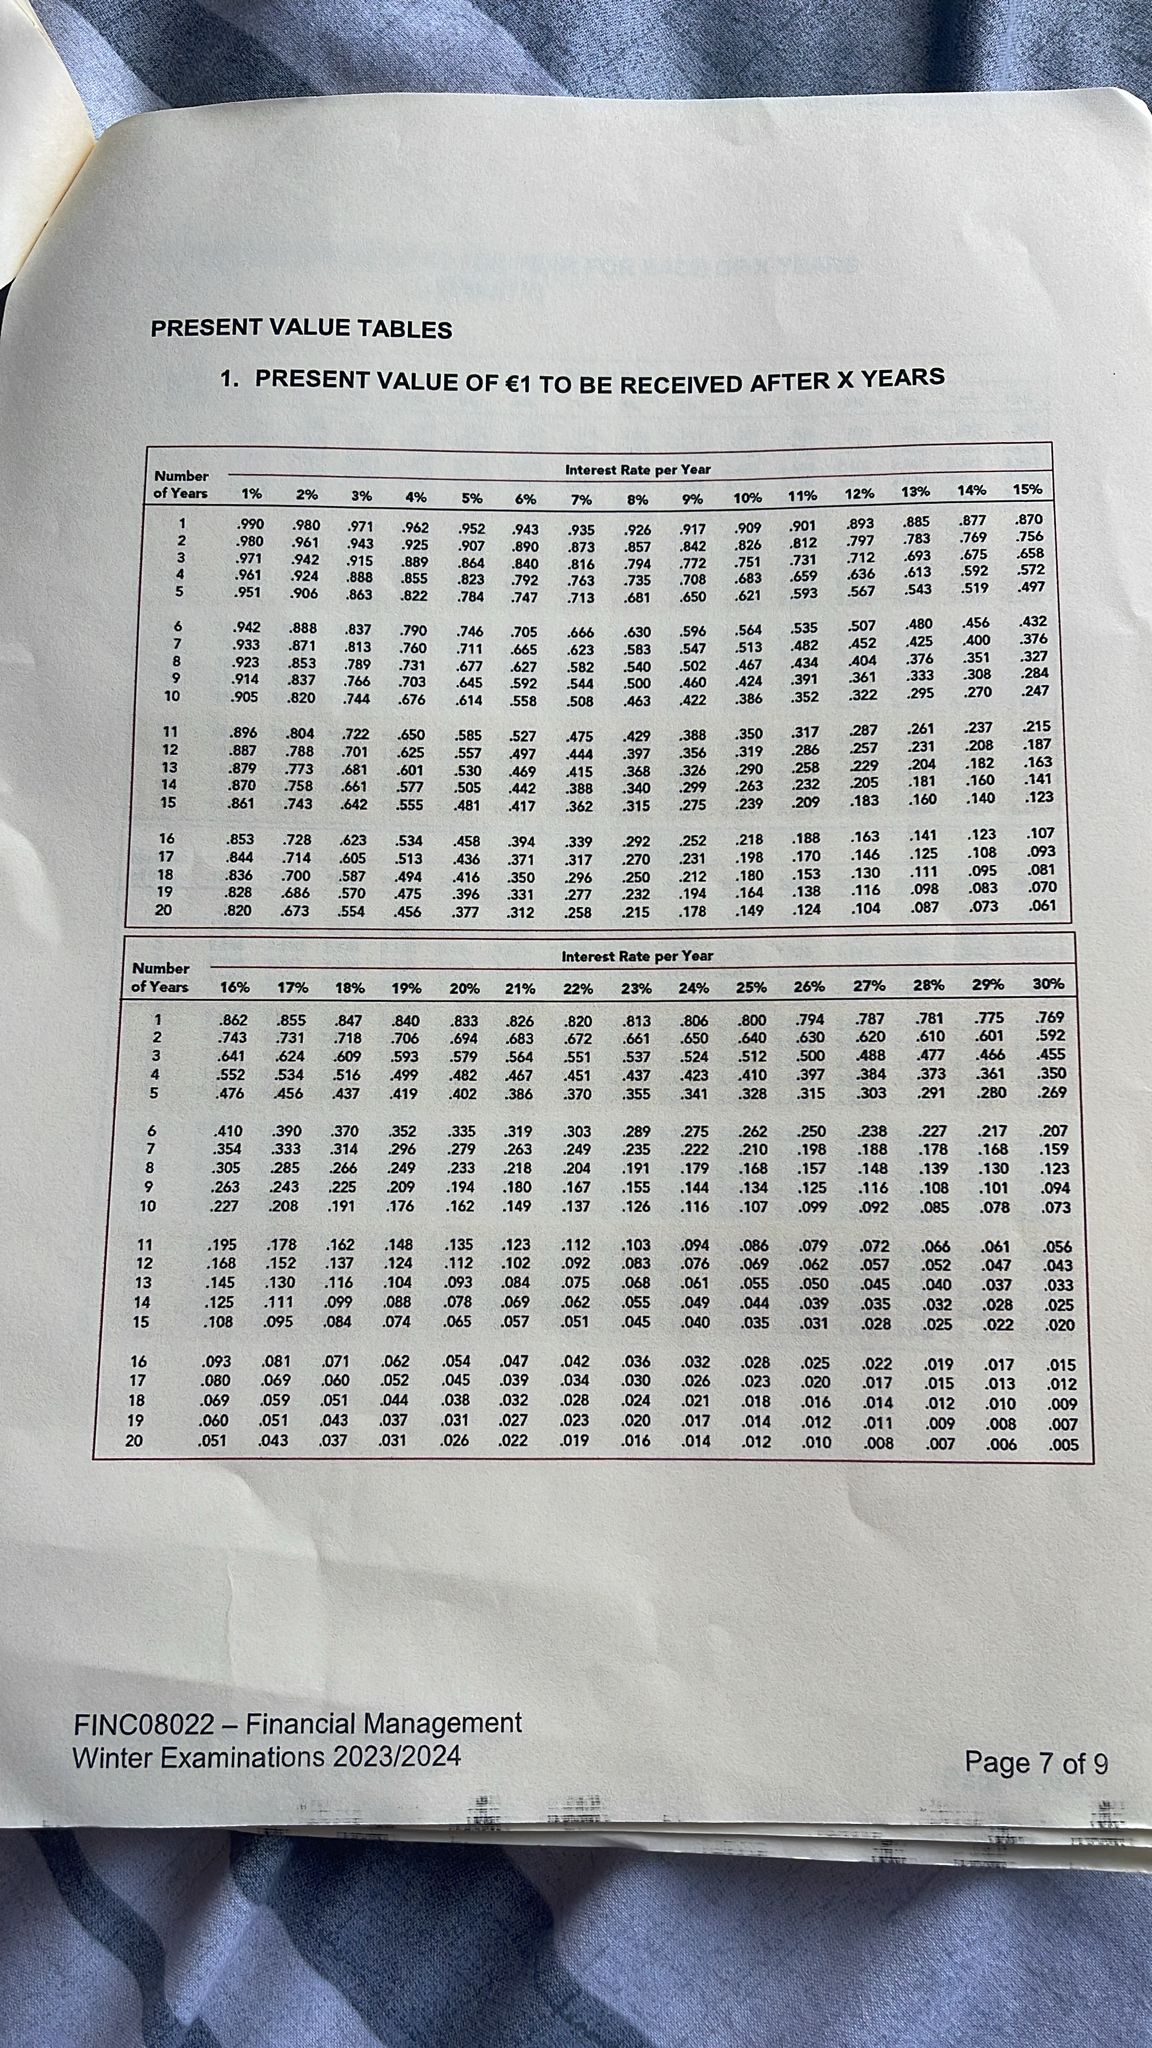 PRESENT VALUE TABLES
1. PRESENT VALUE OF €1 TO BE RECEIVED AFTER X YEARS
Number of Years Interest Rate per Year
1% 2% 3% 4% 5% 6% 7% 8% 9% 10% 11% 12% 13% 14% 15%
1 .990 .980 .971 .962 .952 .943 .935 .926 .917 .909 .901 .893 .885 .877 .870
2 .980 .961 .943 .925 .907 .890 .873 .857 .842 .826 .812 .797 .783 .769 .756
3 .971 .942 .915 .889 .864 .840 .816 .794 .772 .751 .731 .712 .693 .675 .658
4 .961 .924 .888 .855 .823 .792 .763 .735 .708 .683 .659 .636 .613 .592 .572
5 .951 .906 .863 .822 .784 .747 .713 .681 .650 .621 .593 .567 .543 .519 .497
6 .942 .888 .837 .790 .746 .705 .666 .630 .596 .564 .535 .507 .480 .456 .432
7 .933 .871 .813 .760 .711 .665 .623 .583 .547 .513 .482 .452 .425 .400 .376
8 .923 .853 .789 .731 .677 .627 .582 .540 .502 .467 .434 .404 .376 .351 .327
9 .914 .837 .766 .703 .645 .592 .544 .500 .460 .424 .391 .361 .333 .308 .284
10 .905 .820 .744 .676 .614 .558 .508 .463 .422 .386 .352 .322 .295 .270 .247
11 .896 .804 .722 .650 .585 .527 .475 .429 .388 .350 .317 .287 .261 .237 .215
12 .887 .788 .701 .625 .557 .497 .444 .397 .356 .319 .286 .257 .231 .208 .187
13 .879 .773 .681 .601 .530 .469 .415 .368 .326 .290 .258 .229 .204 .182 .163
14 .870 .758 .661 .577 .505 .442 .388 .340 .299 .263 .232 .205 .181 .160 .141
15 .861 .743 .642 .555 .481 .417 .362 .315 .275 .239 .209 .183 .160 .140 .123
16 .853 .728 .623 .534 .458 .394 .339 .292 .252 .218 .188 .163 .141 .123 .107
17 .844 .714 .605 .513 .436 .371 .317 .270 .231 .198 .170 .146 .125 .108 .093
18 .836 .700 .587 .494 .416 .350 .296 .250 .212 .180 .153 .130 .111 .095 .081
19 .828 .686 .570 .475 .396 .331 .277 .232 .194 .164 .138 .116 .098 .083 .070
20 .820 .673 .554 .456 .377 .312 .258 .215 .178 .149 .124 .104 .087 .073 .061
Number of Years Interest Rate per Year
16% 17% 18% 19% 20% 21% 22% 23% 24% 25% 26% 27% 28% 29% 30%
1 .862 .855 .847 .840 .833 .826 .820 .813 .806 .800 .794 .787 .781 .775 .769
2 .743 .731 .718 .706 .694 .683 .672 .661 .650 .640 .630 .620 .610 .601 .592
3 .641 .624 .609 .593 .579 .564 .551 .537 .524 .512 .500 .488 .477 .466 .455
4 .552 .534 .516 .499 .482 .467 .451 .437 .423 .410 .397 .384 .373 .361 .350
5 .476 .456 .437 .419 .402 .386 .370 .355 .341 .328 .315 .303 .291 .280 .269
6 .410 .390 .370 .352 .335 .319 .303 .289 .275 .262 .250 .238 .227 .217 .207
7 .354 .333 .314 .296 .279 .263 .249 .235 .222 .210 .198 .188 .178 .168 .159
8 .305 .285 .266 .249 .233 .218 .204 .191 .179 .168 .157 .148 .139 .130 .123
9 .263 .243 .225 .209 .194 .180 .167 .155 .144 .134 .125 .116 .108 .101 .094
10 .227 .208 .191 .176 .162 .149 .137 .126 .116 .107 .099 .092 .085 .078 .073
11 .195 .178 .162 .148 .135 .123 .112 .103 .094 .086 .079 .072 .066 .061 .056
12 .168 .152 .137 .124 .112 .102 .092 .083 .076 .069 .062 .057 .052 .047 .043
13 .145 .130 .116 .104 .093 .084 .075 .068 .061 .055 .050 .045 .040 .037 .033
14 .125 .111 .099 .088 .078 .069 .062 .055 .049 .044 .039 .035 .032 .028 .025
15 .108 .095 .084 .074 .065 .057 .051 .045 .040 .035 .031 .028 .025 .022 .020
16 .093 .081 .071 .062 .054 .047 .042 .036 .032 .028 .025 .022 .019 .017 .015
17 .080 .069 .060 .052 .045 .039 .034 .030 .026 .023 .020 .017 .015 .013 .012
18 .069 .059 .051 .044 .038 .032 .028 .024 .021 .018 .016 .014 .012 .010 .009
19 .060 .051 .043 .037 .031 .027 .023 .020 .017 .014 .012 .011 .009 .008 .007
20 .051 .043 .037 .031 .026 .022 .019 .016 .014 .012 .010 .008 .007 .006 .005
FINC08022 – Financial Management
Winter Examinations 2023/2024
Page 7 of 9